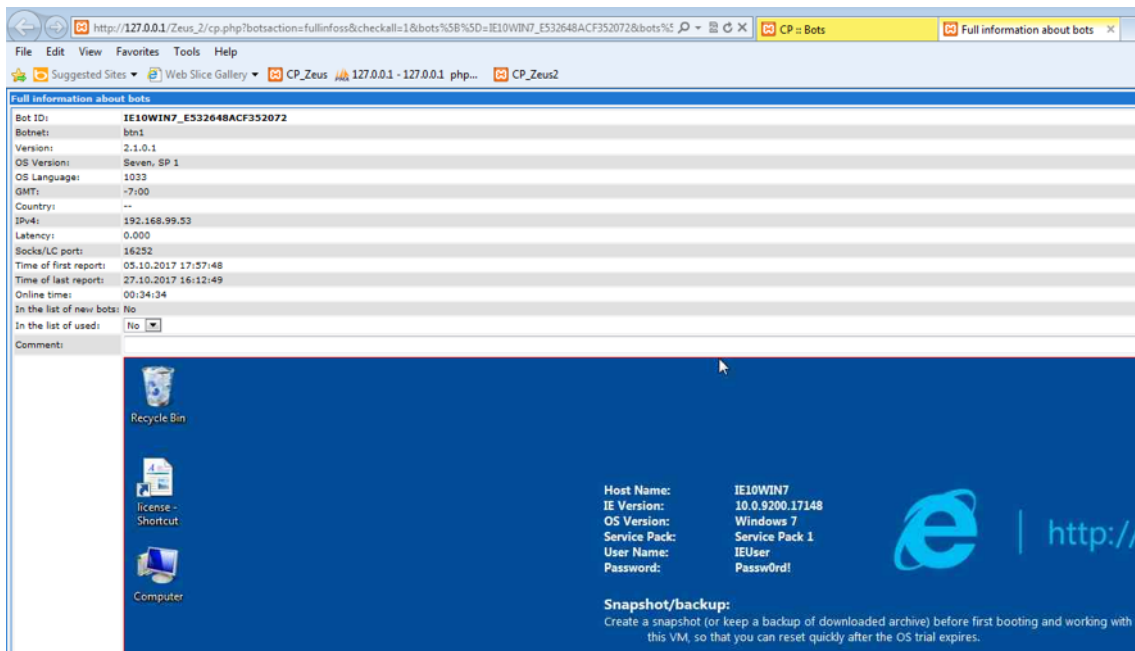 http://127.0.0.1/Zeus_2/cp.php?botsaction=fullinfoss&checkall=1&bots%5B%5D=IE10WIN7_E532648ACF352072&bots%5
CP :: Bots
Full information about bots
File Edit View Favorites Tools Help
Suggested Sites Web Slice Gallery CP_Zeus 127.0.0.1 - 127.0.0.1 php... CP_Zeus2
Full information about bots
Bot ID: IE10WIN7_E532648ACF352072
Botnet: btn1
Version: 2.1.0.1
OS Version: Seven, SP 1
OS Language: 1033
GMT: -7:00
Country: --
IPv4: 192.168.99.53
Latency: 0.000
Socks/LC port: 16252
Time of first report: 05.10.2017 17:57:48
Time of last report: 27.10.2017 16:12:49
Online time: 00:34:34
In the list of new bots: No
In the list of used: No
Comment:
Recycle Bin
license -
Shortcut
Computer
Host Name: IE10WIN7
IE Version: 10.0.9200.17148
OS Version: Windows 7
Service Pack: Service Pack 1
User Name: IEUser
Password: Passw0rd!
http://
Snapshot/backup:
Create a snapshot (or keep a backup of downloaded archive) before first booting and working with
this VM, so that you can reset quickly after the OS trial expires.